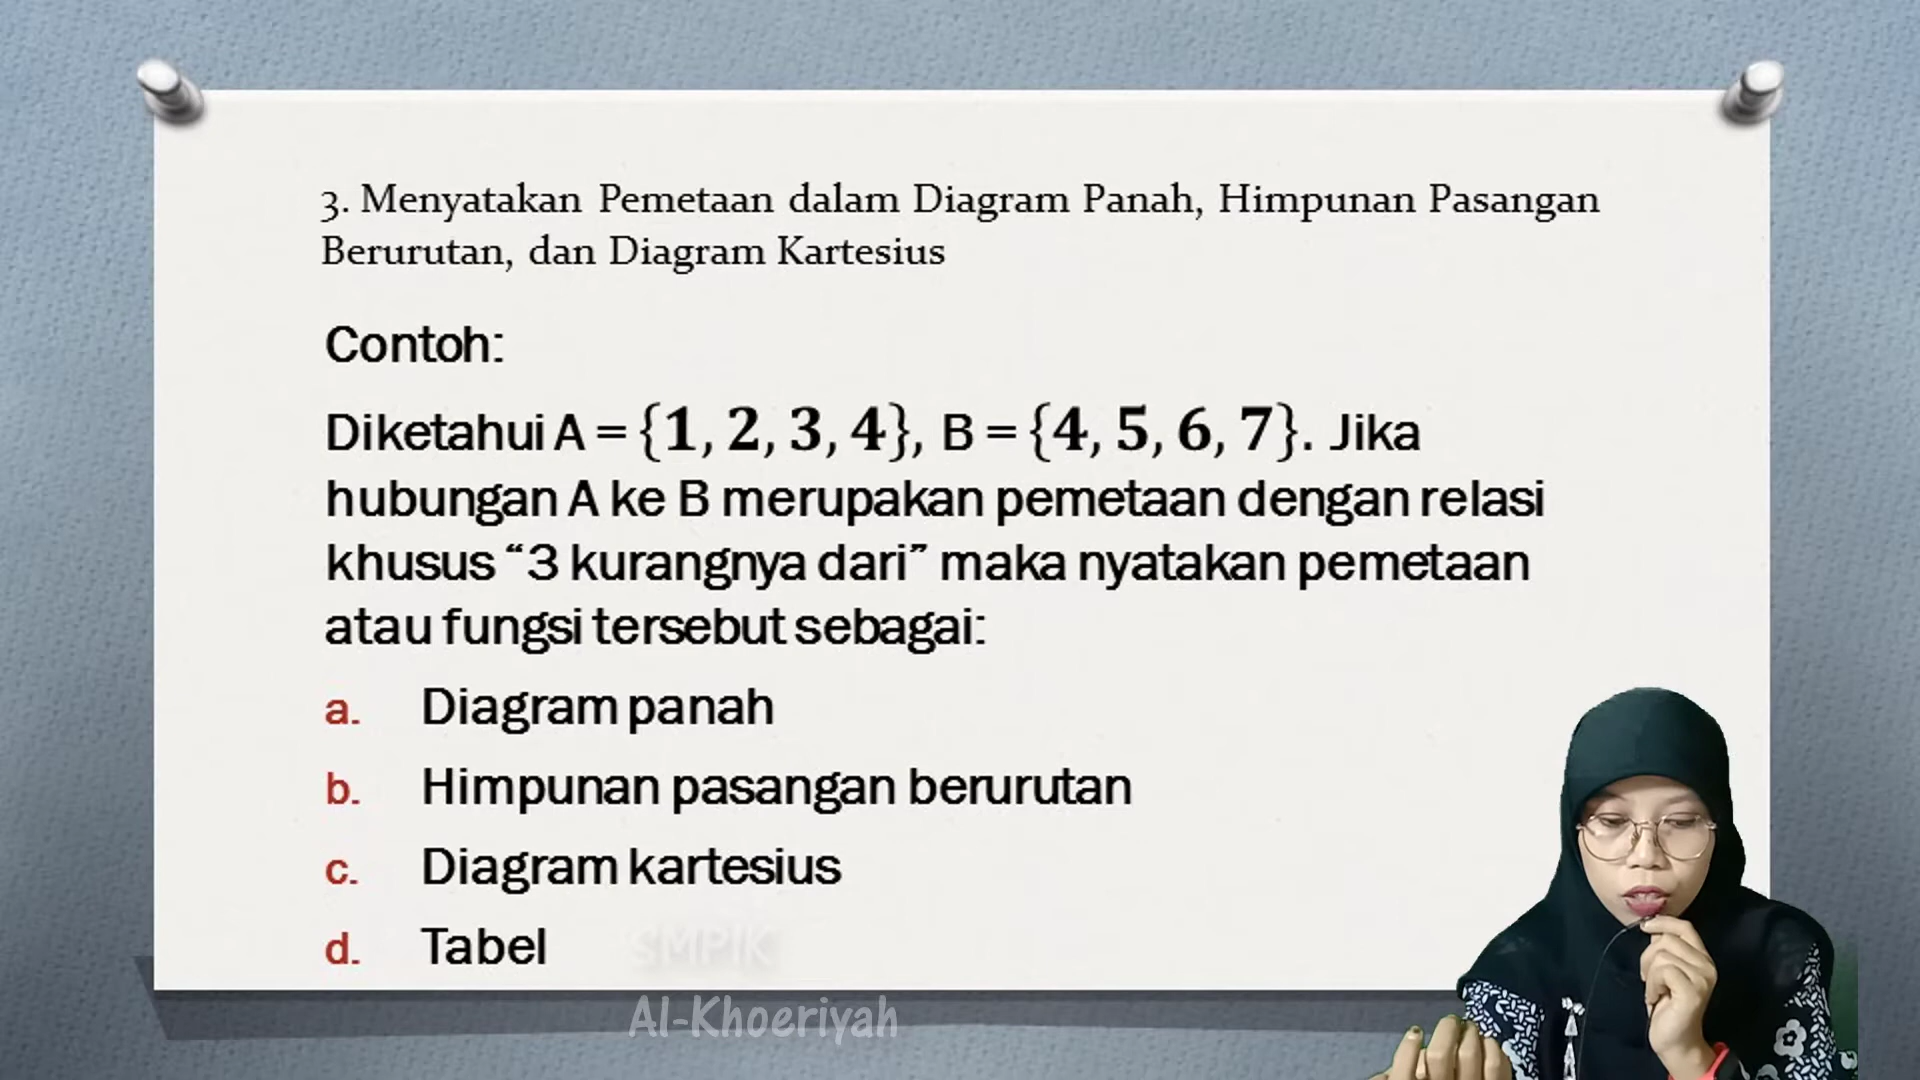 3. Menyatakan Pemetaan dalam Diagram Panah, Himpunan Pasangan
Berurutan, dan Diagram Kartesius
Contoh:
Diketahui A = {1, 2, 3, 4}, B = {4, 5, 6, 7}. Jika
hubungan A ke B merupakan pemetaan dengan relasi
khusus “3 kurangnya dari” maka nyatakan pemetaan
atau fungsi tersebut sebagai:
a. Diagram panah
b. Himpunan pasangan berurutan
c. Diagram kartesius
d. Tabel
SMPIK
Al-Khoeriyah